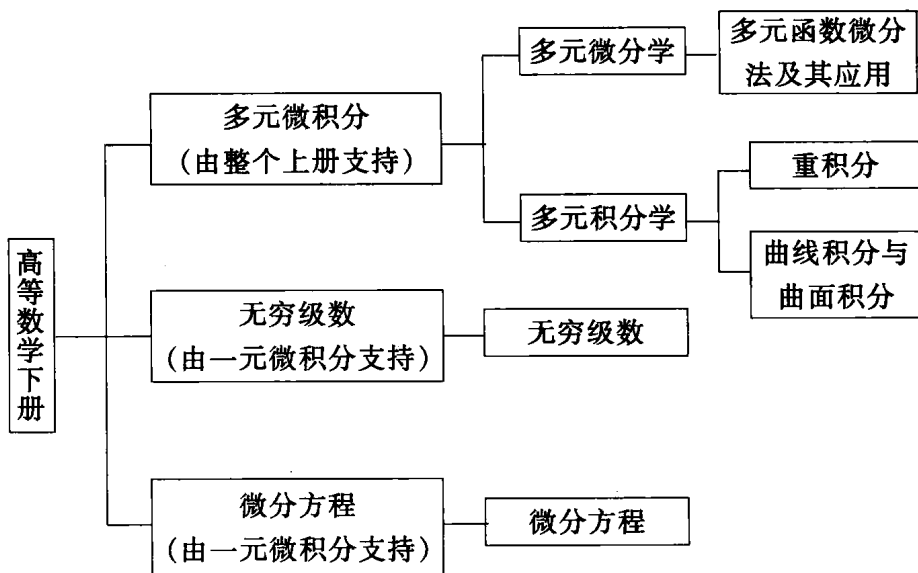 高等数学下册
多元微积分
(由整个上册支持)
多元微分学
多元函数微分
法及其应用
多元积分学
重积分
曲线积分与
曲面积分
无穷级数
(由一元微积分支持)
无穷级数
微分方程
(由一元微积分支持)
微分方程